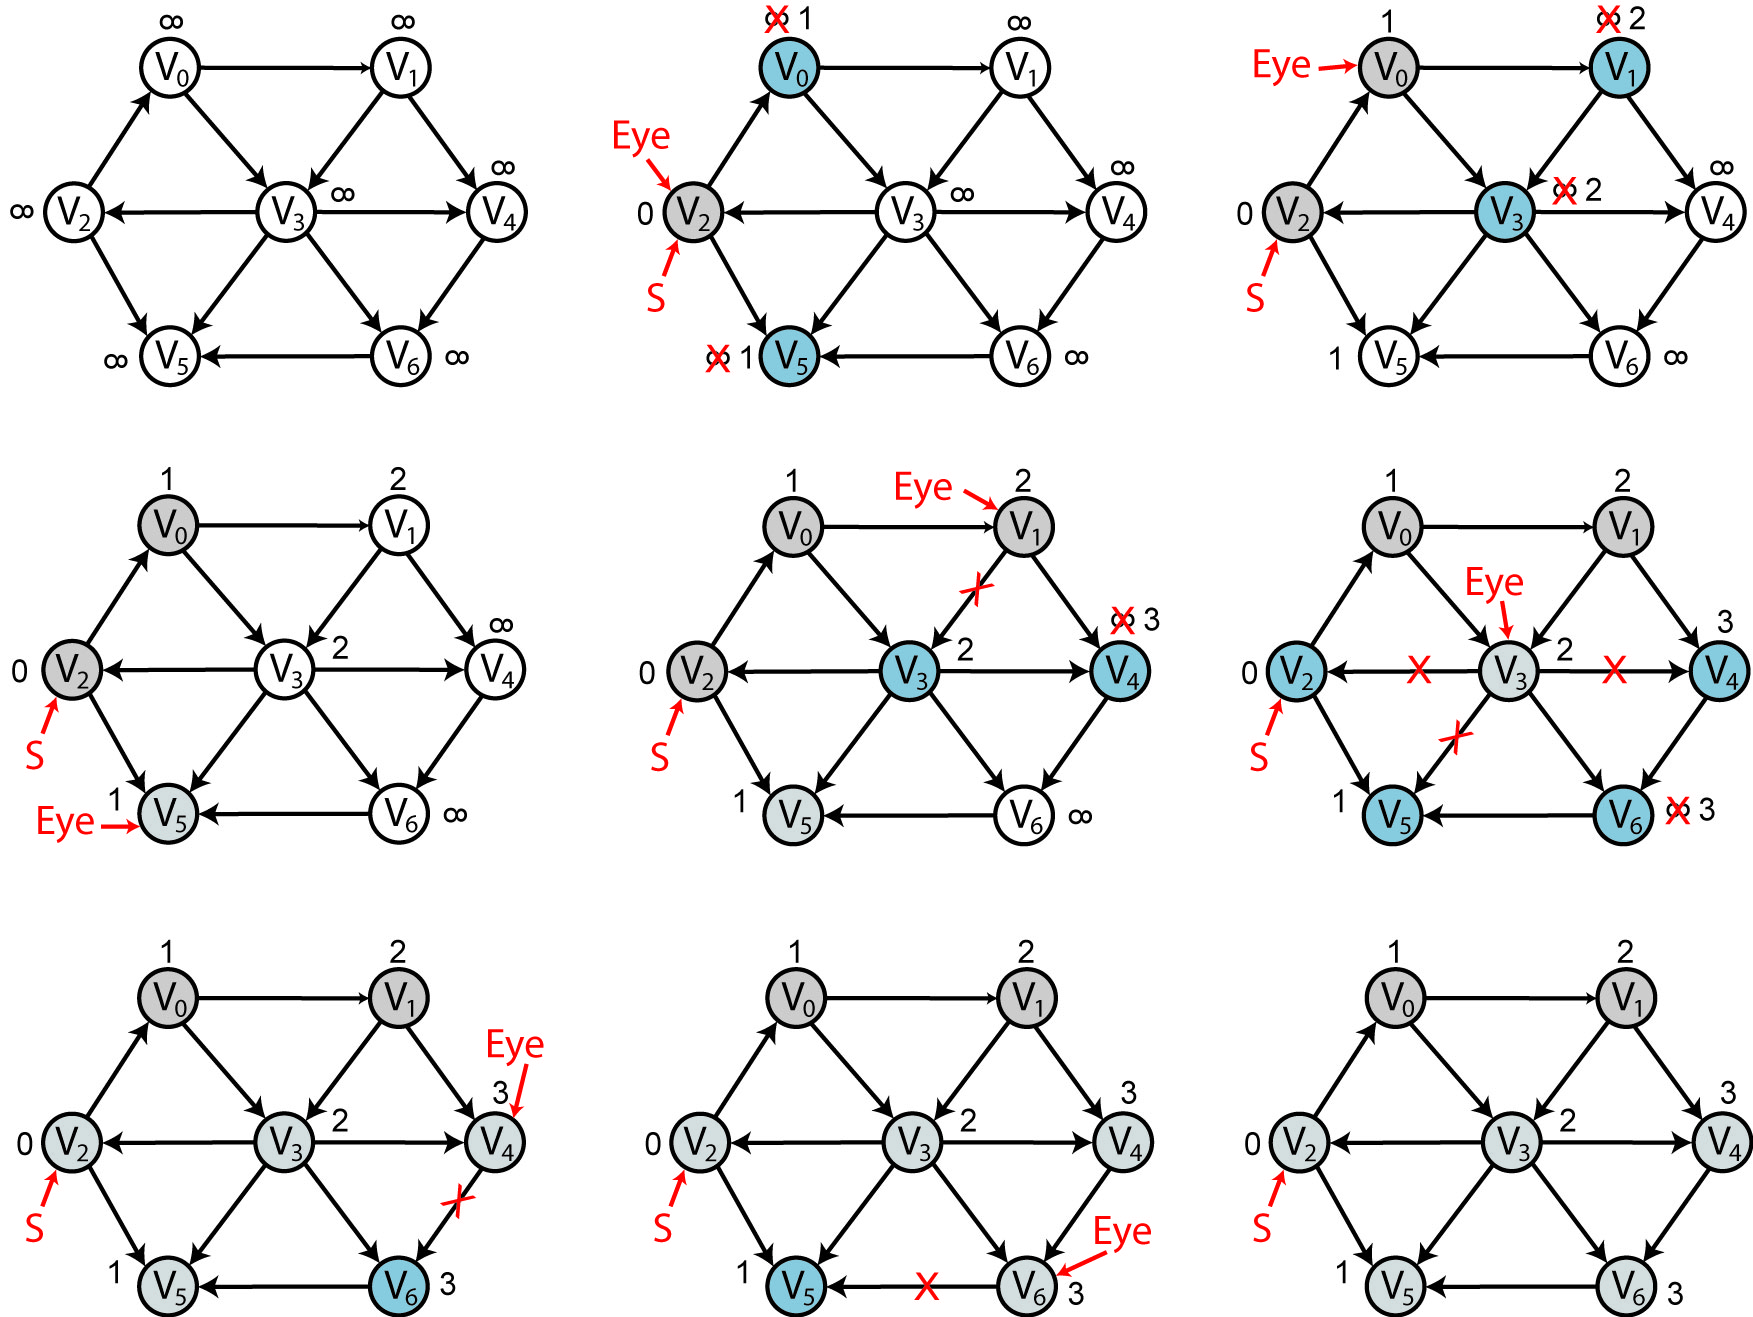 ∞ ∞
V0 V1
∞ V2 V3 ∞ V4 ∞
∞ V5 V6 ∞
∞ 1 ∞
V0 V1
Eye
0 V2 V3 ∞ V4 ∞
S
∞ 1 V5 V6 ∞
1 ∞ 2
Eye V0 V1
0 V2 V3 ∞ 2 V4 ∞
S
1 V5 V6 ∞
1 2
V0 V1
0 V2 V3 2 V4 ∞
S
Eye 1 V5 V6 ∞
1 Eye 2
V0 V1
0 V2 V3 2 V4 ∞ 3
S
1 V5 V6 ∞
1 2
V0 V1
Eye
0 V2 V3 2 V4 3
S
1 V5 V6 ∞ 3
1 2
V0 V1
Eye
0 V2 V3 2 V4 3
S
1 V5 V6 3
1 2
V0 V1
0 V2 V3 2 V4 3
S
Eye
1 V5 V6 3
1 2
V0 V1
0 V2 V3 2 V4 3
S
1 V5 V6 3